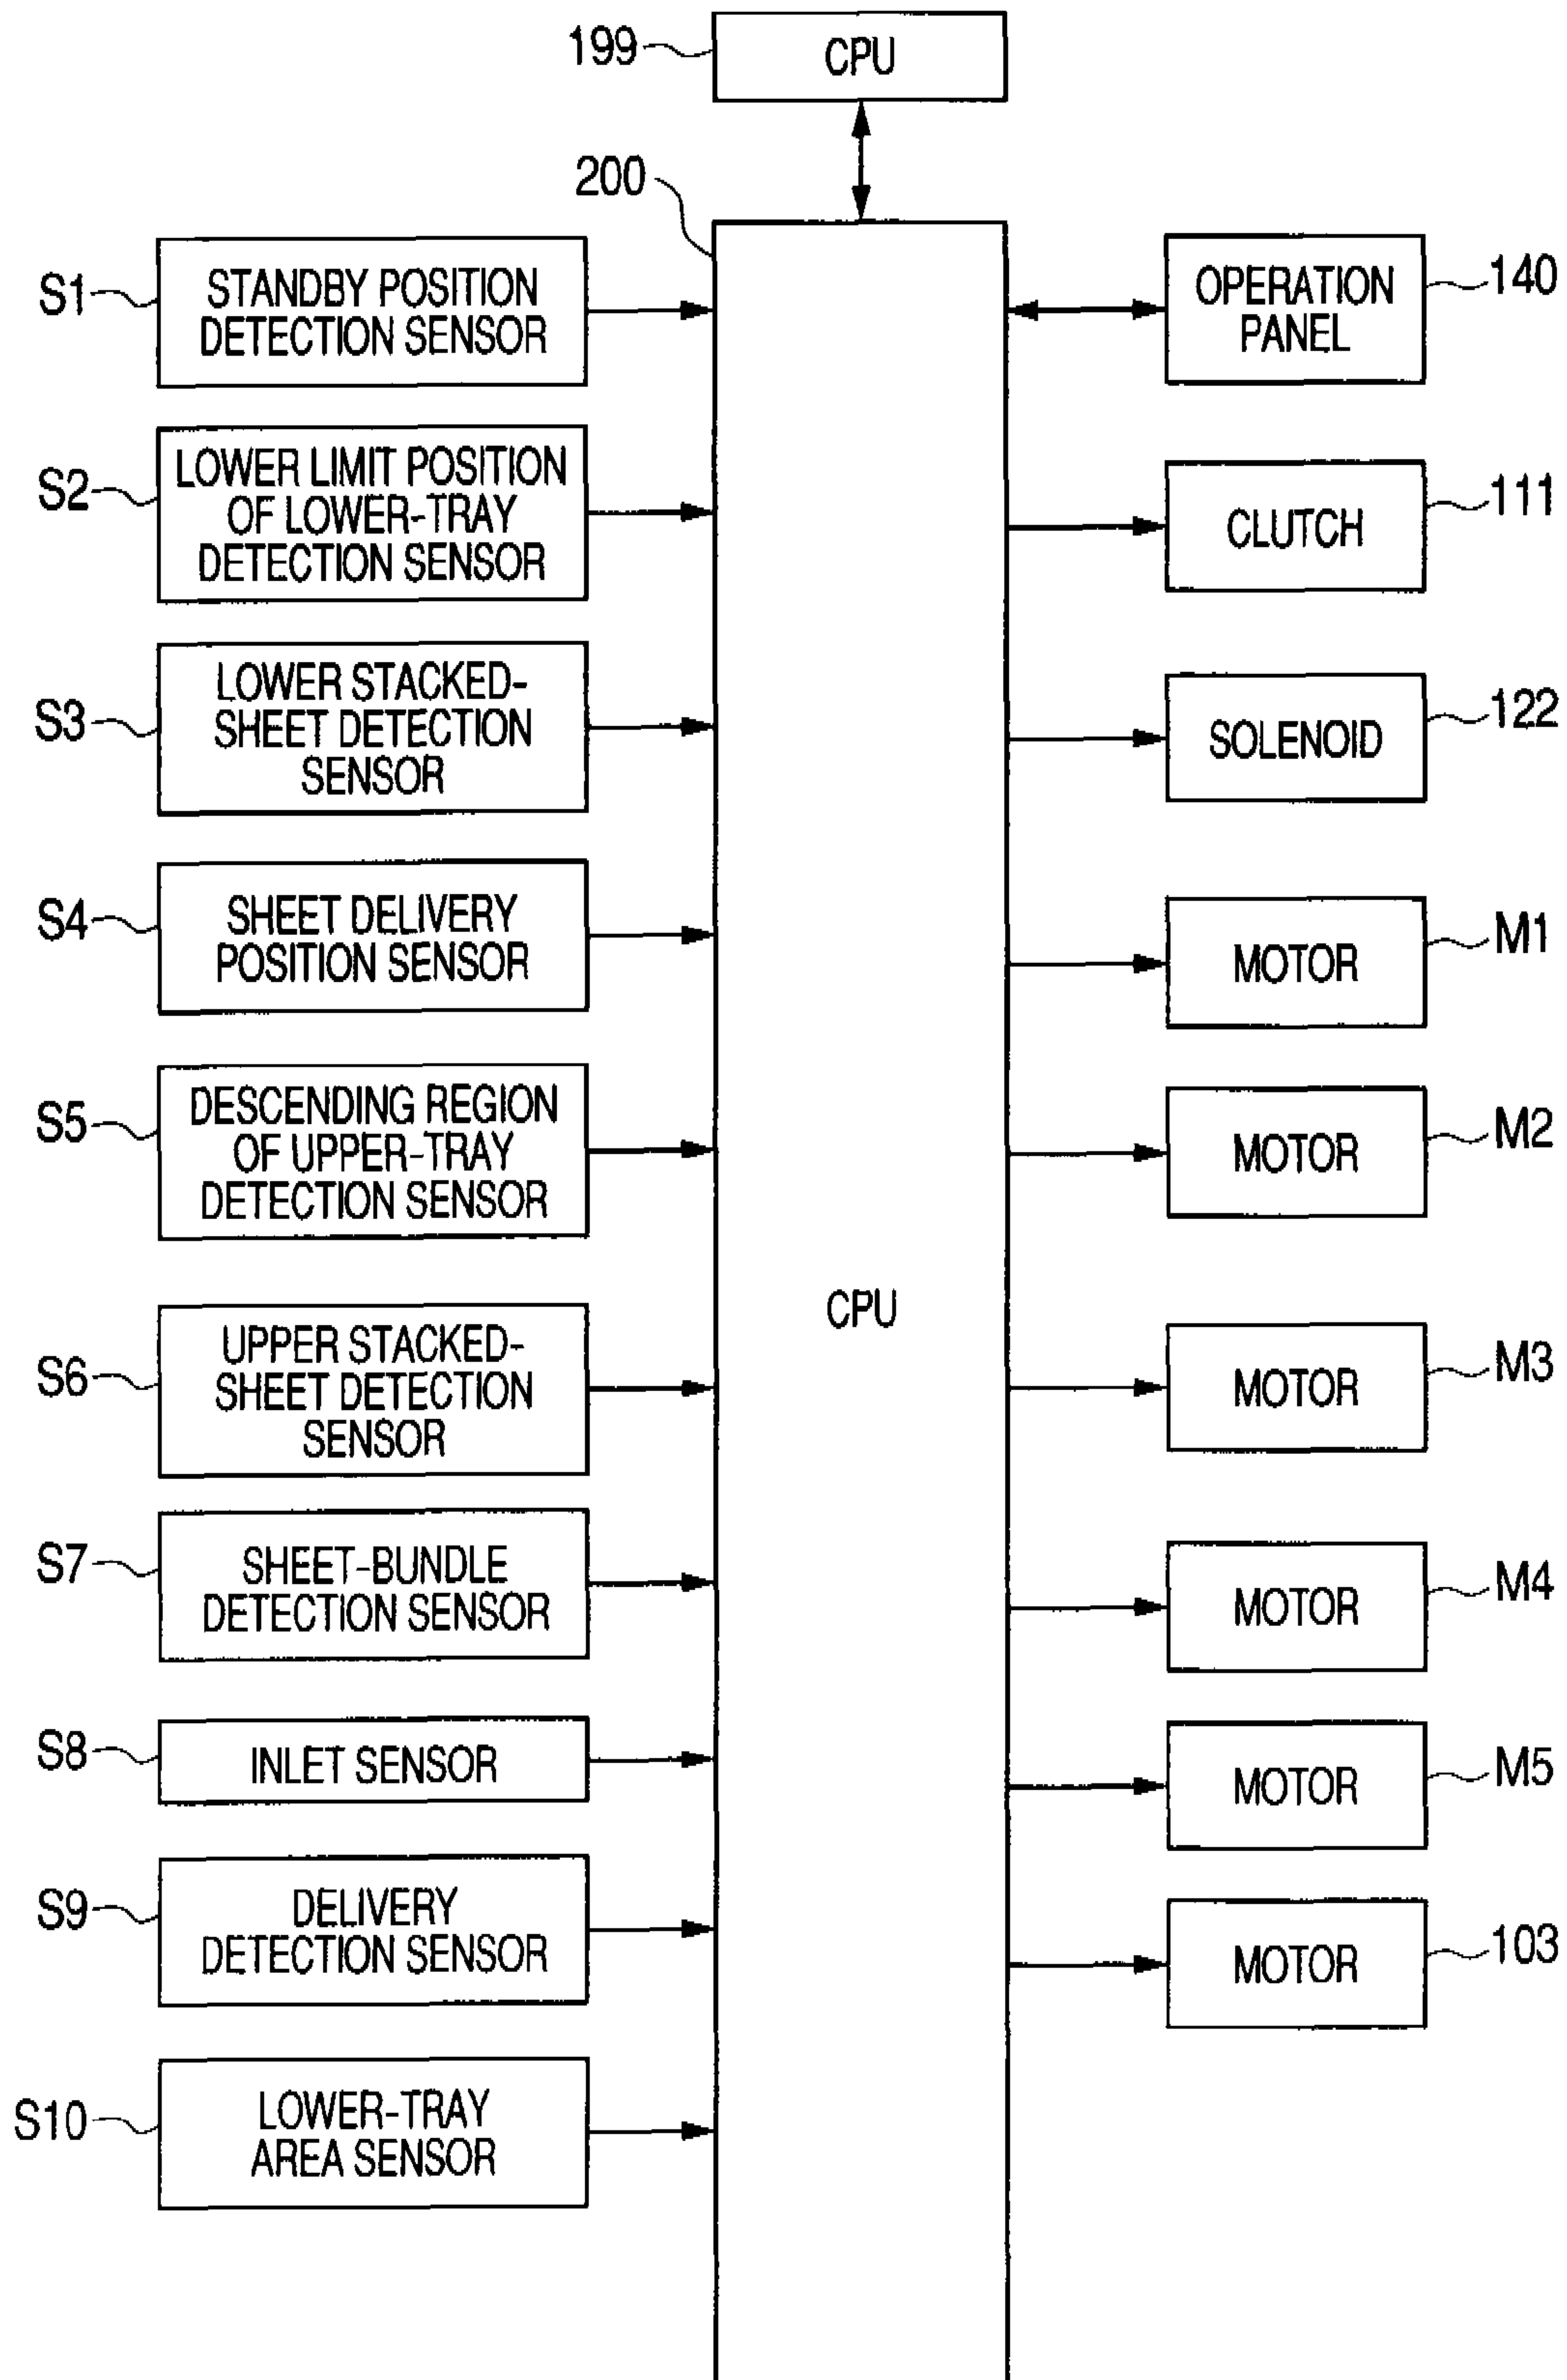 199
CPU
200
S1
STANDBY POSITION
DETECTION SENSOR
S2
LOWER LIMIT POSITION
OF LOWER-TRAY
DETECTION SENSOR
S3
LOWER STACKED-
SHEET DETECTION
SENSOR
S4
SHEET DELIVERY
POSITION SENSOR
S5
DESCENDING REGION
OF UPPER-TRAY
DETECTION SENSOR
S6
UPPER STACKED-
SHEET DETECTION
SENSOR
S7
SHEET-BUNDLE
DETECTION SENSOR
S8
INLET SENSOR
S9
DELIVERY
DETECTION SENSOR
S10
LOWER-TRAY
AREA SENSOR
CPU
OPERATION
PANEL
140
CLUTCH
111
SOLENOID
122
MOTOR
M1
MOTOR
M2
MOTOR
M3
MOTOR
M4
MOTOR
M5
MOTOR
103